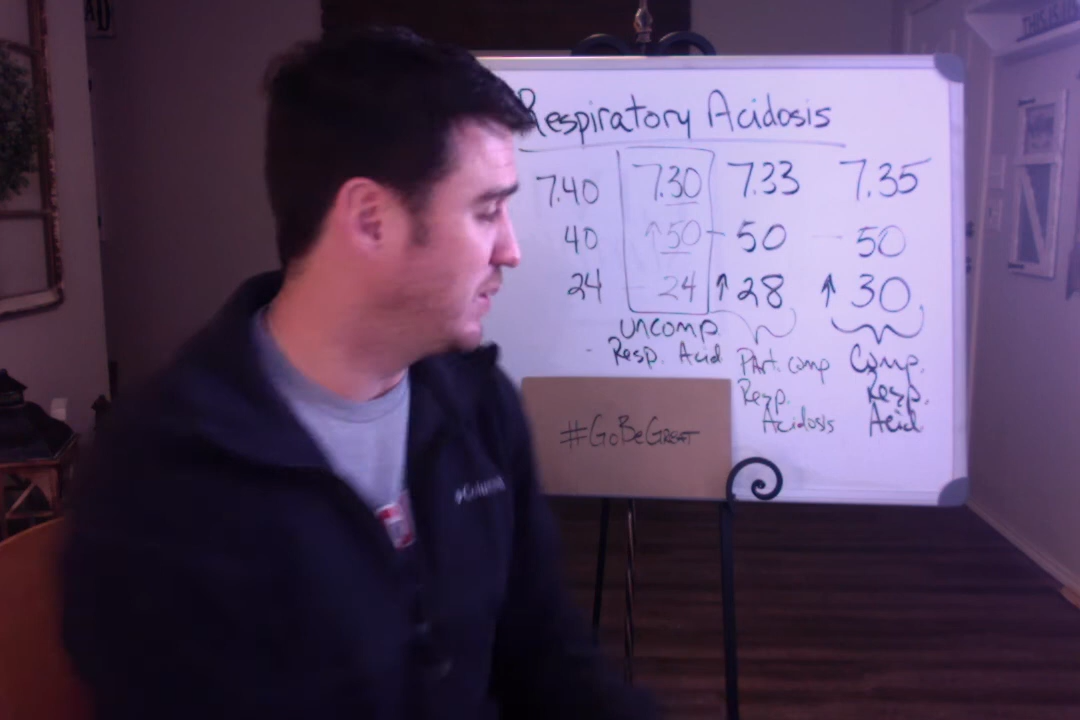 Respiratory Acidosis
7.40 7.30 7.33 7.35
40 ↑50 50 50
24 24 ↑28 ↑30
uncomp.
Resp. Acid
Part. comp
Resp.
Acidosis
Comp.
Resp.
Acid
#GoBeGreat
Columbia